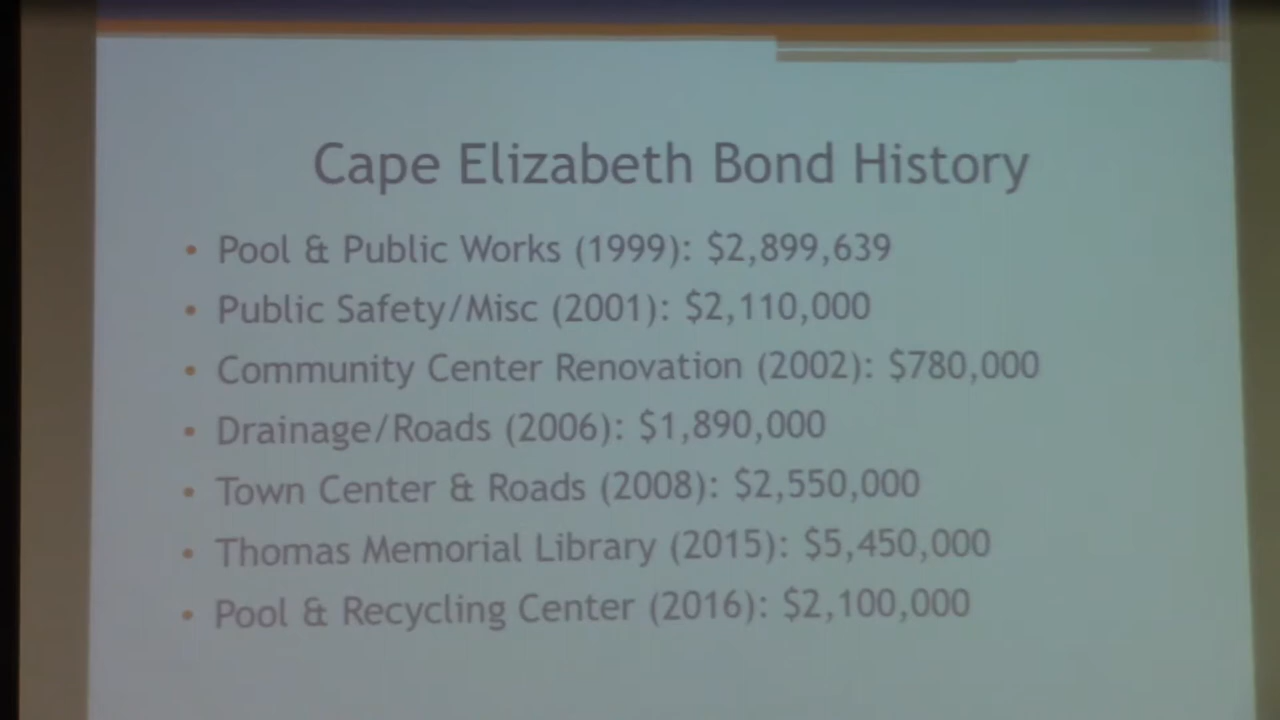 Cape Elizabeth Bond History
• Pool & Public Works (1999): $2,899,639
• Public Safety/Misc (2001): $2,110,000
• Community Center Renovation (2002): $780,000
• Drainage/Roads (2006): $1,890,000
• Town Center & Roads (2008): $2,550,000
• Thomas Memorial Library (2015): $5,450,000
• Pool & Recycling Center (2016): $2,100,000